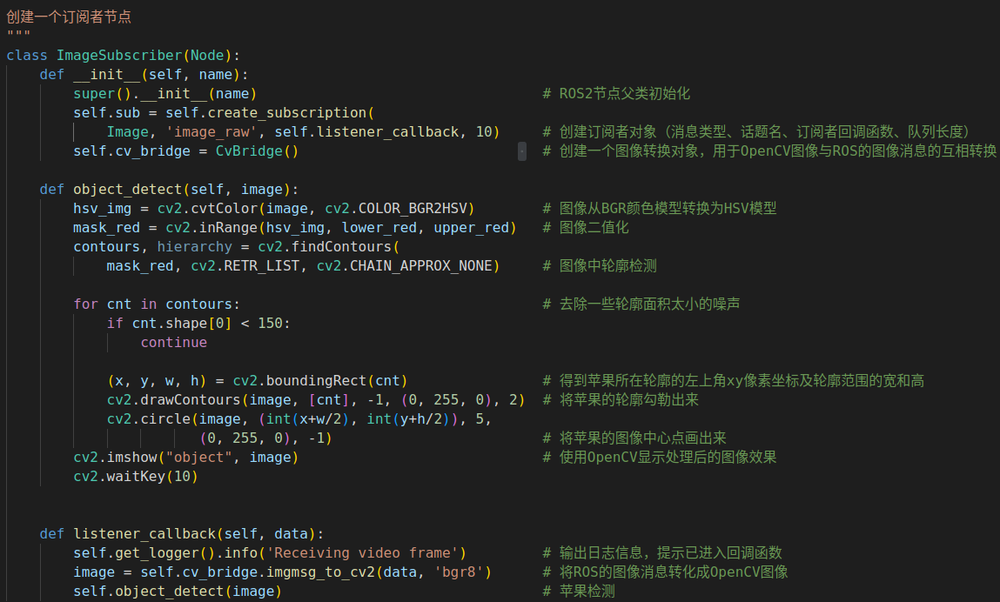 创建一个订阅者节点
"""
class ImageSubscriber(Node):
    def __init__(self, name):
        super().__init__(name)                                  # ROS2节点父类初始化
        self.sub = self.create_subscription(
            Image, 'image_raw', self.listener_callback, 10)     # 创建订阅者对象（消息类型、话题名、订阅者回调函数、队列长度）
        self.cv_bridge = CvBridge()                             # 创建一个图像转换对象，用于OpenCV图像与ROS的图像消息的互相转换

    def object_detect(self, image):
        hsv_img = cv2.cvtColor(image, cv2.COLOR_BGR2HSV)        # 图像从BGR颜色模型转换为HSV模型
        mask_red = cv2.inRange(hsv_img, lower_red, upper_red)   # 图像二值化
        contours, hierarchy = cv2.findContours(
            mask_red, cv2.RETR_LIST, cv2.CHAIN_APPROX_NONE)     # 图像中轮廓检测

        for cnt in contours:                                    # 去除一些轮廓面积太小的噪声
            if cnt.shape[0] < 150:
                continue

            (x, y, w, h) = cv2.boundingRect(cnt)                # 得到苹果所在轮廓的左上角xy像素坐标及轮廓范围的宽和高
            cv2.drawContours(image, [cnt], -1, (0, 255, 0), 2)  # 将苹果的轮廓勾勒出来
            cv2.circle(image, (int(x+w/2), int(y+h/2)), 5,
                       (0, 255, 0), -1)                         # 将苹果的图像中心点画出来
        cv2.imshow("object", image)                             # 使用OpenCV显示处理后的图像效果
        cv2.waitKey(10)

    def listener_callback(self, data):
        self.get_logger().info('Receiving video frame')         # 输出日志信息，提示已进入回调函数
        image = self.cv_bridge.imgmsg_to_cv2(data, 'bgr8')      # 将ROS的图像消息转化成OpenCV图像
        self.object_detect(image)                               # 苹果检测